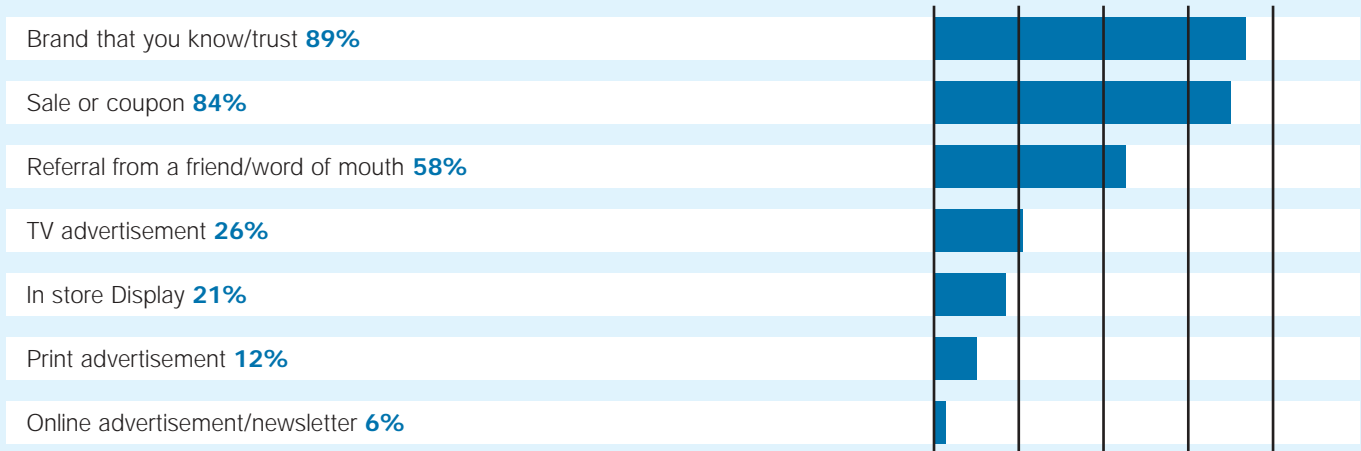 Brand that you know/trust 89%
Sale or coupon 84%
Referral from a friend/word of mouth 58%
TV advertisement 26%
In store Display 21%
Print advertisement 12%
Online advertisement/newsletter 6%